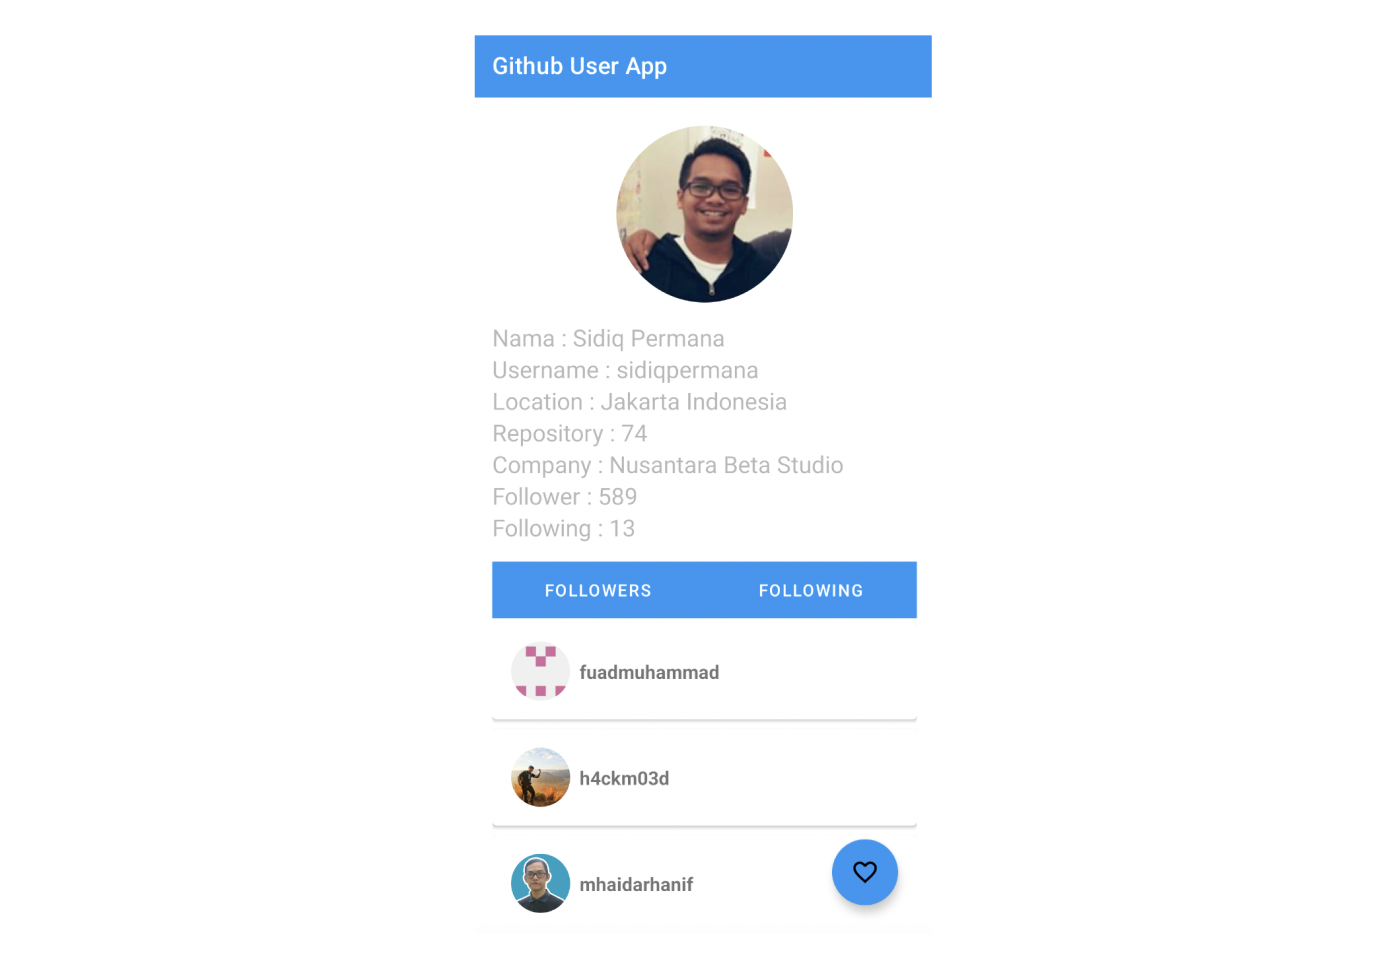 Github User App
Nama : Sidiq Permana
Username : sidiqpermana
Location : Jakarta Indonesia
Repository : 74
Company : Nusantara Beta Studio
Follower : 589
Following : 13
FOLLOWERS FOLLOWING
fuadmuhammad
h4ckm03d
mhaidarhanif